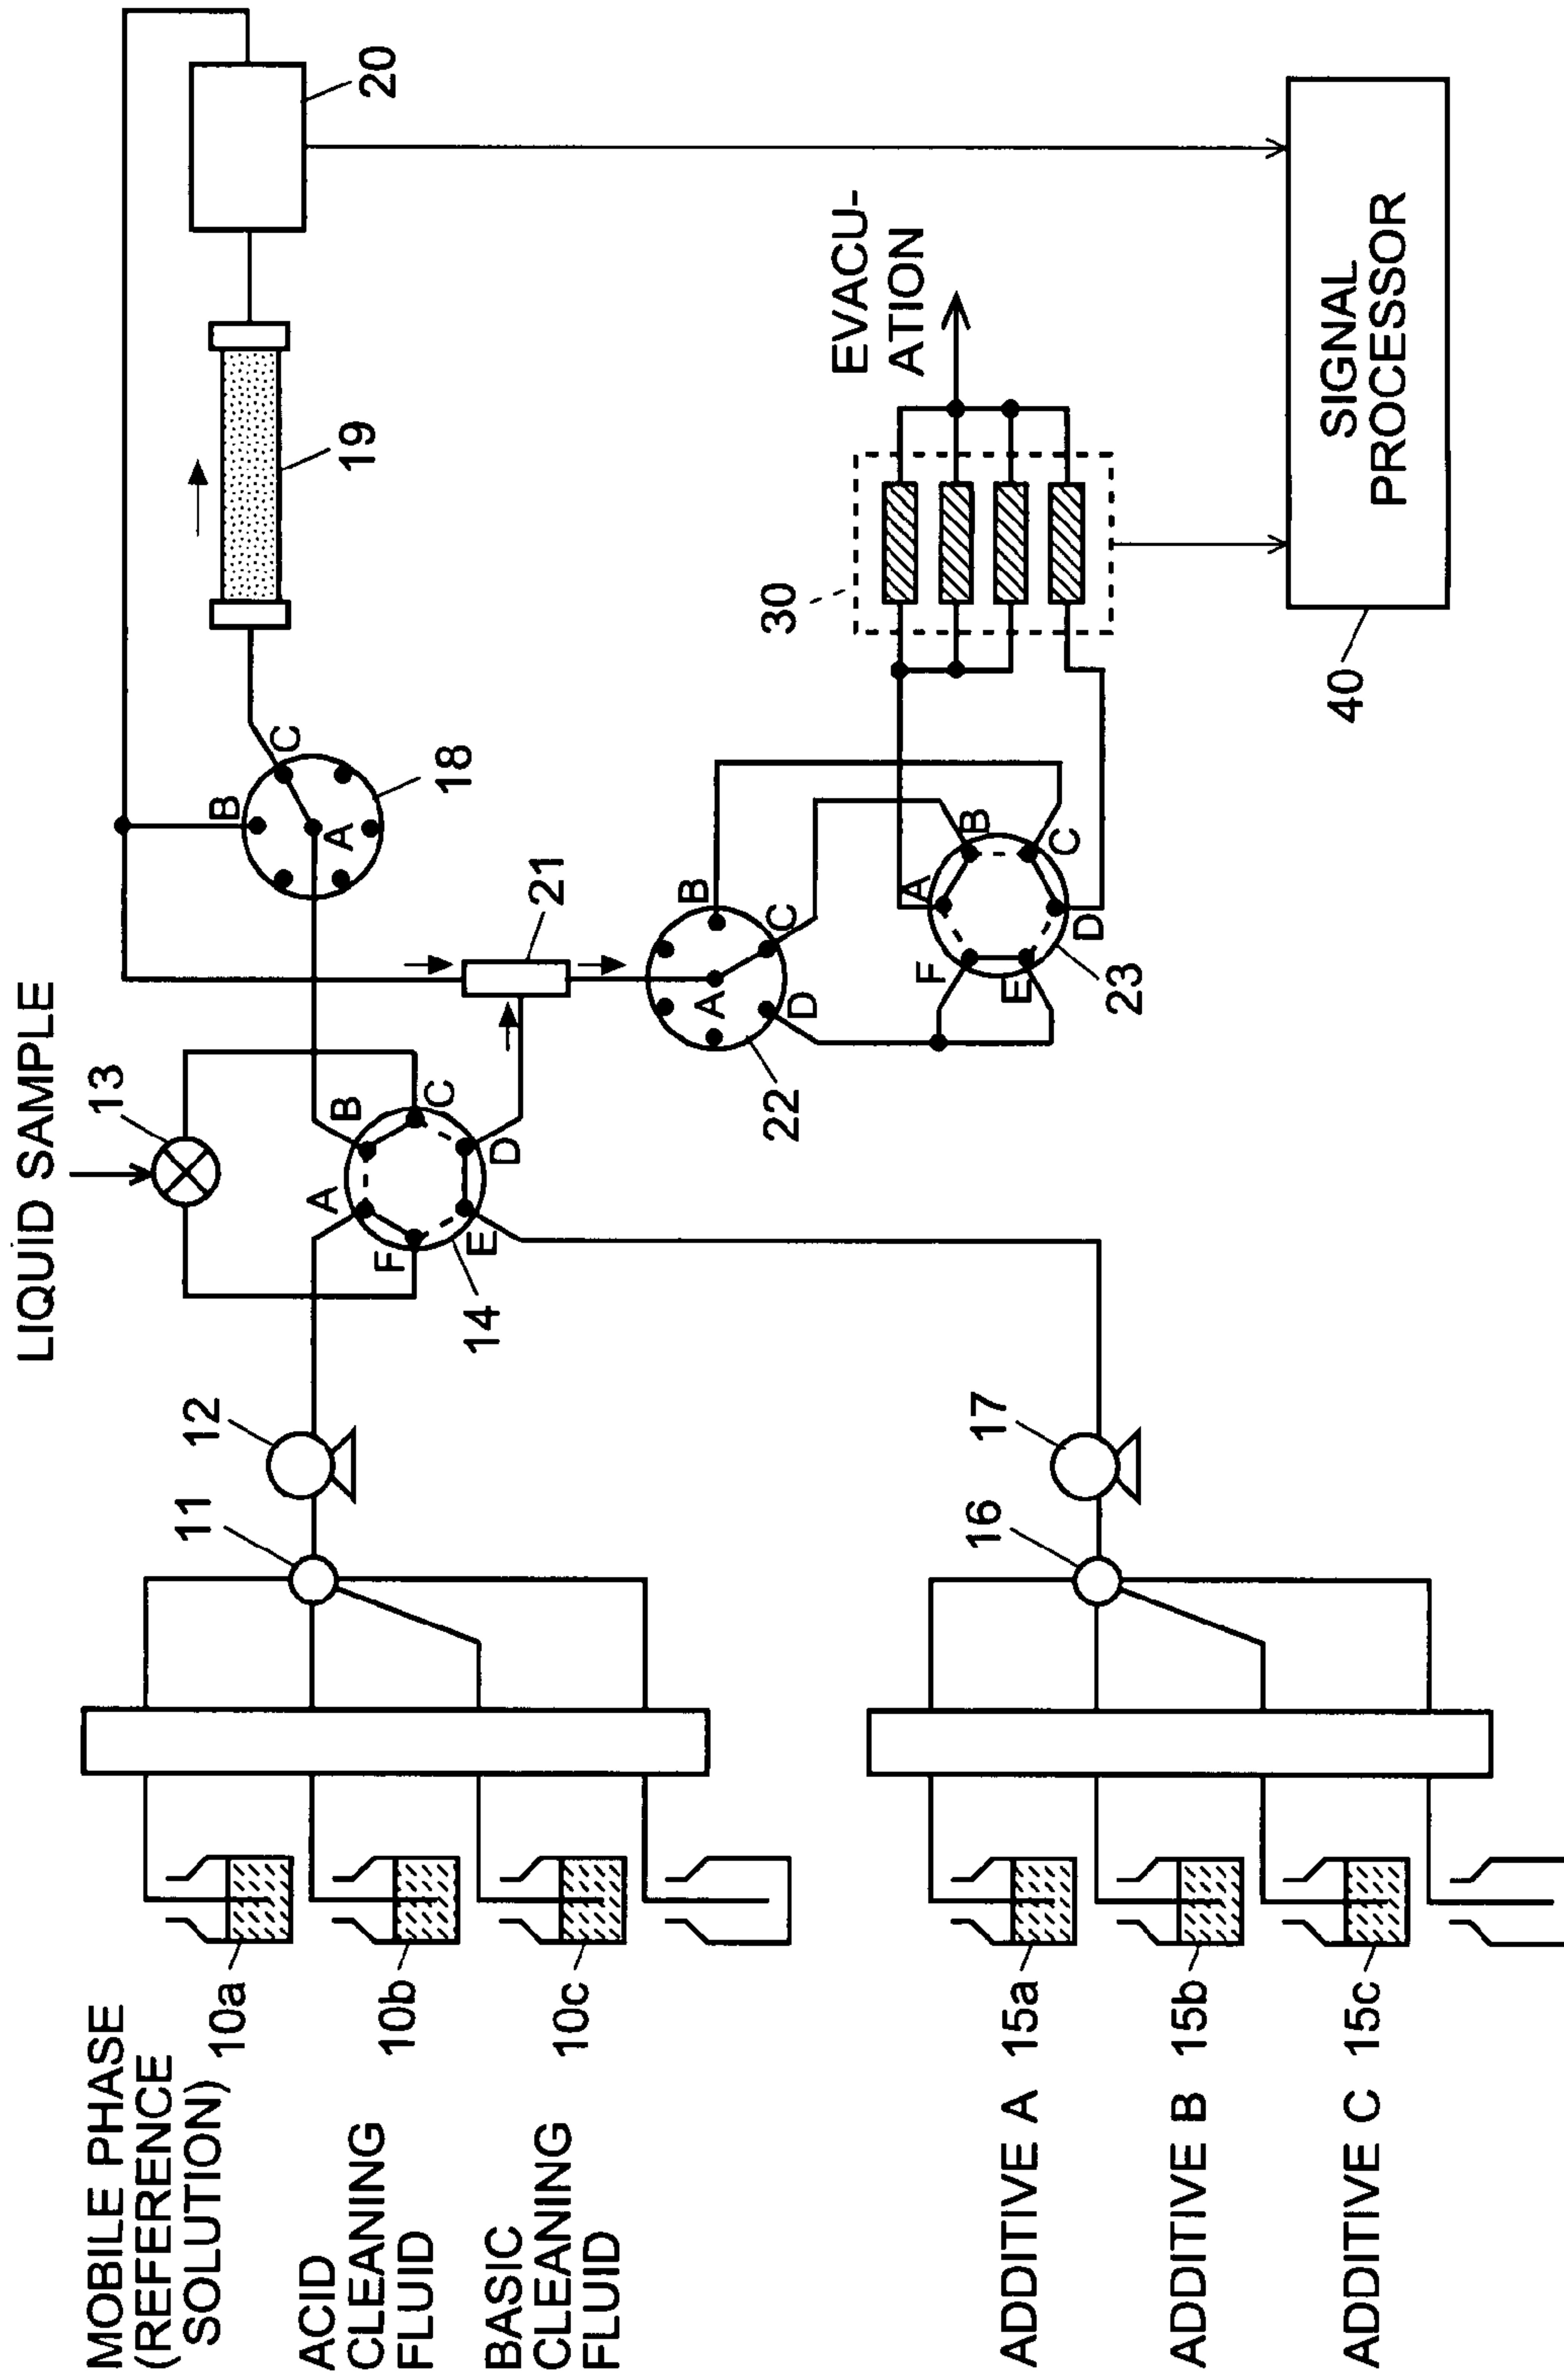 LIQUID SAMPLE
13
12
11
14
A
B
C
D
E
F
18
A
B
C
19
20
21
22
A
B
C
D
23
A
B
C
D
E
F
30
EVACU-
ATION
SIGNAL
PROCESSOR
40
MOBILE PHASE
(REFERENCE
SOLUTION)
10a
ACID
CLEANING
FLUID
10b
BASIC
CLEANING
FLUID
10c
16
17
ADDITIVE A 15a
ADDITIVE B 15b
ADDITIVE C 15c